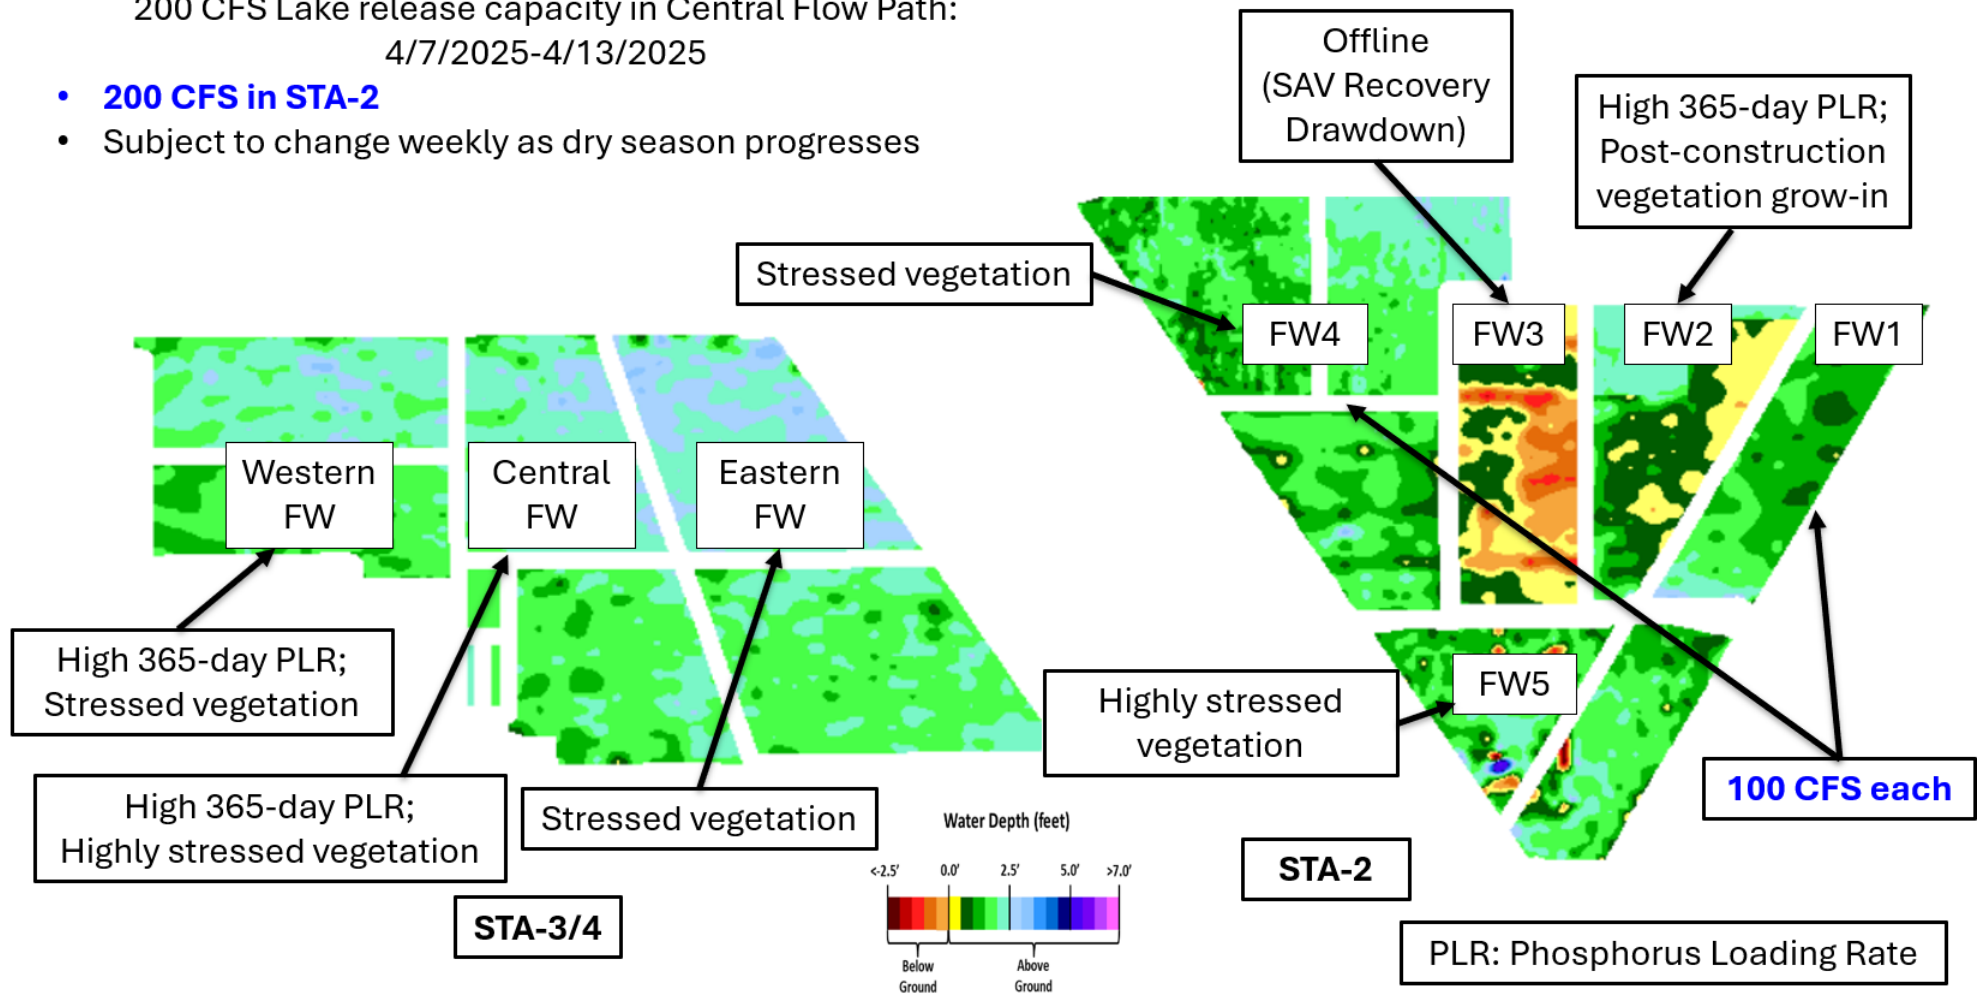 200 CFS Lake release capacity in Central Flow Path:
4/7/2025-4/13/2025
• 200 CFS in STA-2
• Subject to change weekly as dry season progresses
Offline
(SAV Recovery
Drawdown)
High 365-day PLR;
Post-construction
vegetation grow-in
Stressed vegetation
FW4
FW3
FW2
FW1
Western
FW
Central
FW
Eastern
FW
High 365-day PLR;
Stressed vegetation
High 365-day PLR;
Highly stressed vegetation
Stressed vegetation
Highly stressed
vegetation
FW5
100 CFS each
Water Depth (feet)
<-2.5' 0.0' 2.5' 5.0' >7.0'
Below
Ground
Above
Ground
STA-3/4
STA-2
PLR: Phosphorus Loading Rate